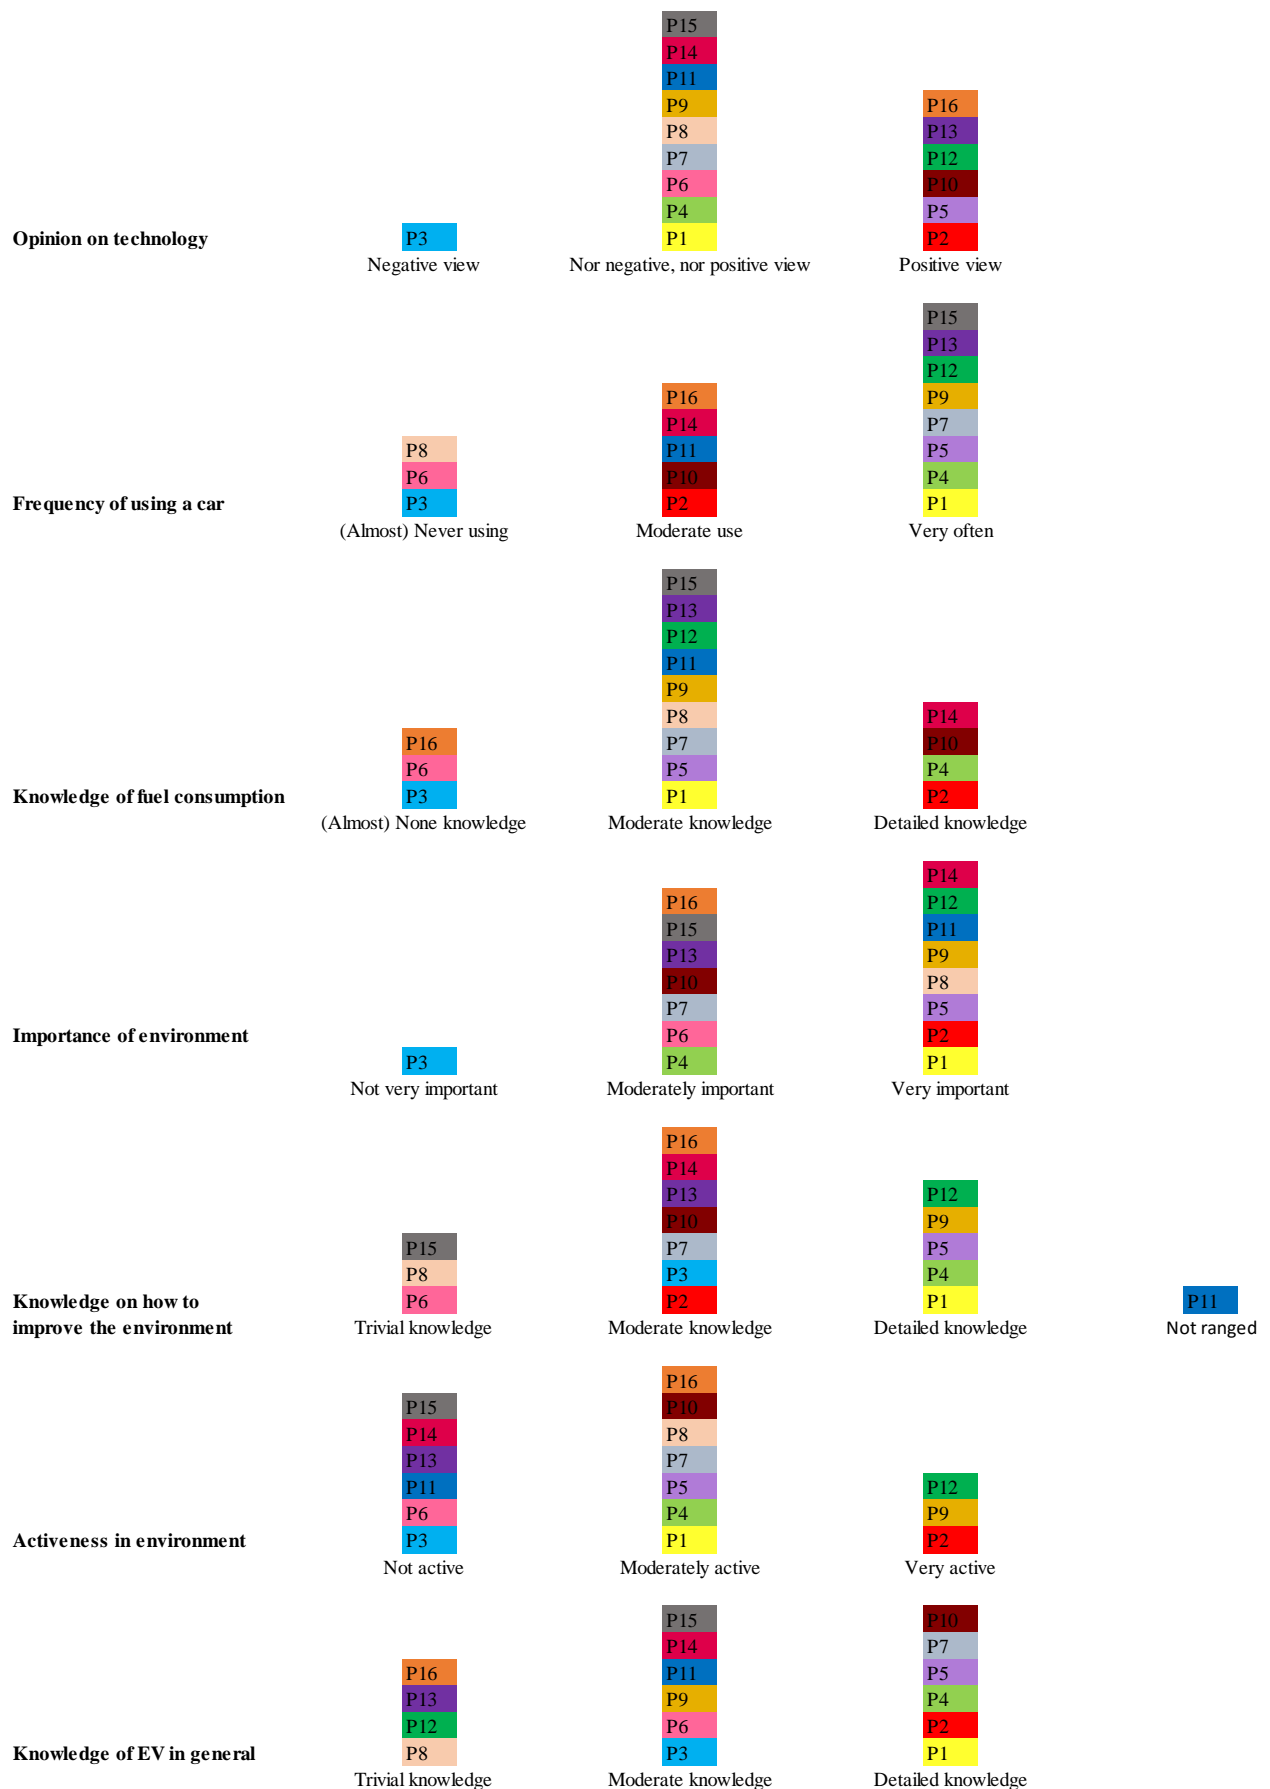 P15
P14
P11
P9 P16
P8 P13
P7 P12
P6 P10
P4 P5
Opinion on technology P3 P1 P2
Negative view Nor negative, nor positive view Positive view
P15
P13
P12
P16 P9
P14 P7
P8 P11 P5
P6 P10 P4
Frequency of using a car P3 P2 P1
(Almost) Never using Moderate use Very often
P15
P13
P12
P11
P9
P8 P14
P16 P7 P10
P6 P5 P4
Knowledge of fuel consumption P3 P1 P2
(Almost) None knowledge Moderate knowledge Detailed knowledge
P14
P16 P12
P15 P11
P13 P9
P10 P8
P7 P5
Importance of environment P6 P2
P3 P4 P1
Not very important Moderately important Very important
P16
P14
P13 P12
P10 P9
P15 P7 P5
P8 P3 P4
Knowledge on how to P6 P2 P1 P11
improve the environment Trivial knowledge Moderate knowledge Detailed knowledge Not ranged
P16
P15 P10
P14 P8
P13 P7
P11 P5 P12
P6 P4 P9
Activeness in environment P3 P1 P2
Not active Moderately active Very active
P15 P10
P14 P7
P16 P11 P5
P13 P9 P4
P12 P6 P2
Knowledge of EV in general P8 P3 P1
Trivial knowledge Moderate knowledge Detailed knowledge